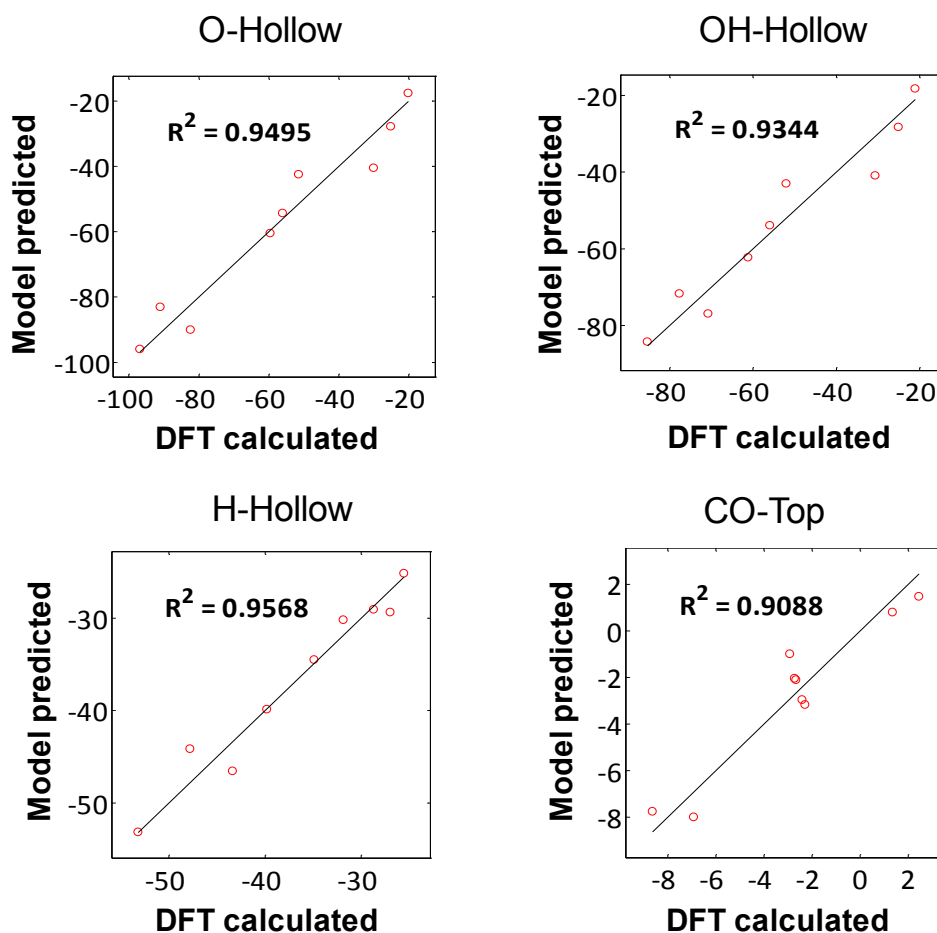 O-Hollow
R² = 0.9495
Model predicted
-20
-40
-60
-80
-100
-100 -80 -60 -40 -20
DFT calculated
OH-Hollow
R² = 0.9344
Model predicted
-20
-40
-60
-80
-80 -60 -40 -20
DFT calculated
H-Hollow
R² = 0.9568
Model predicted
-30
-40
-50
-50 -40 -30
DFT calculated
CO-Top
R² = 0.9088
Model predicted
2
0
-2
-4
-6
-8
-8 -6 -4 -2 0 2
DFT calculated